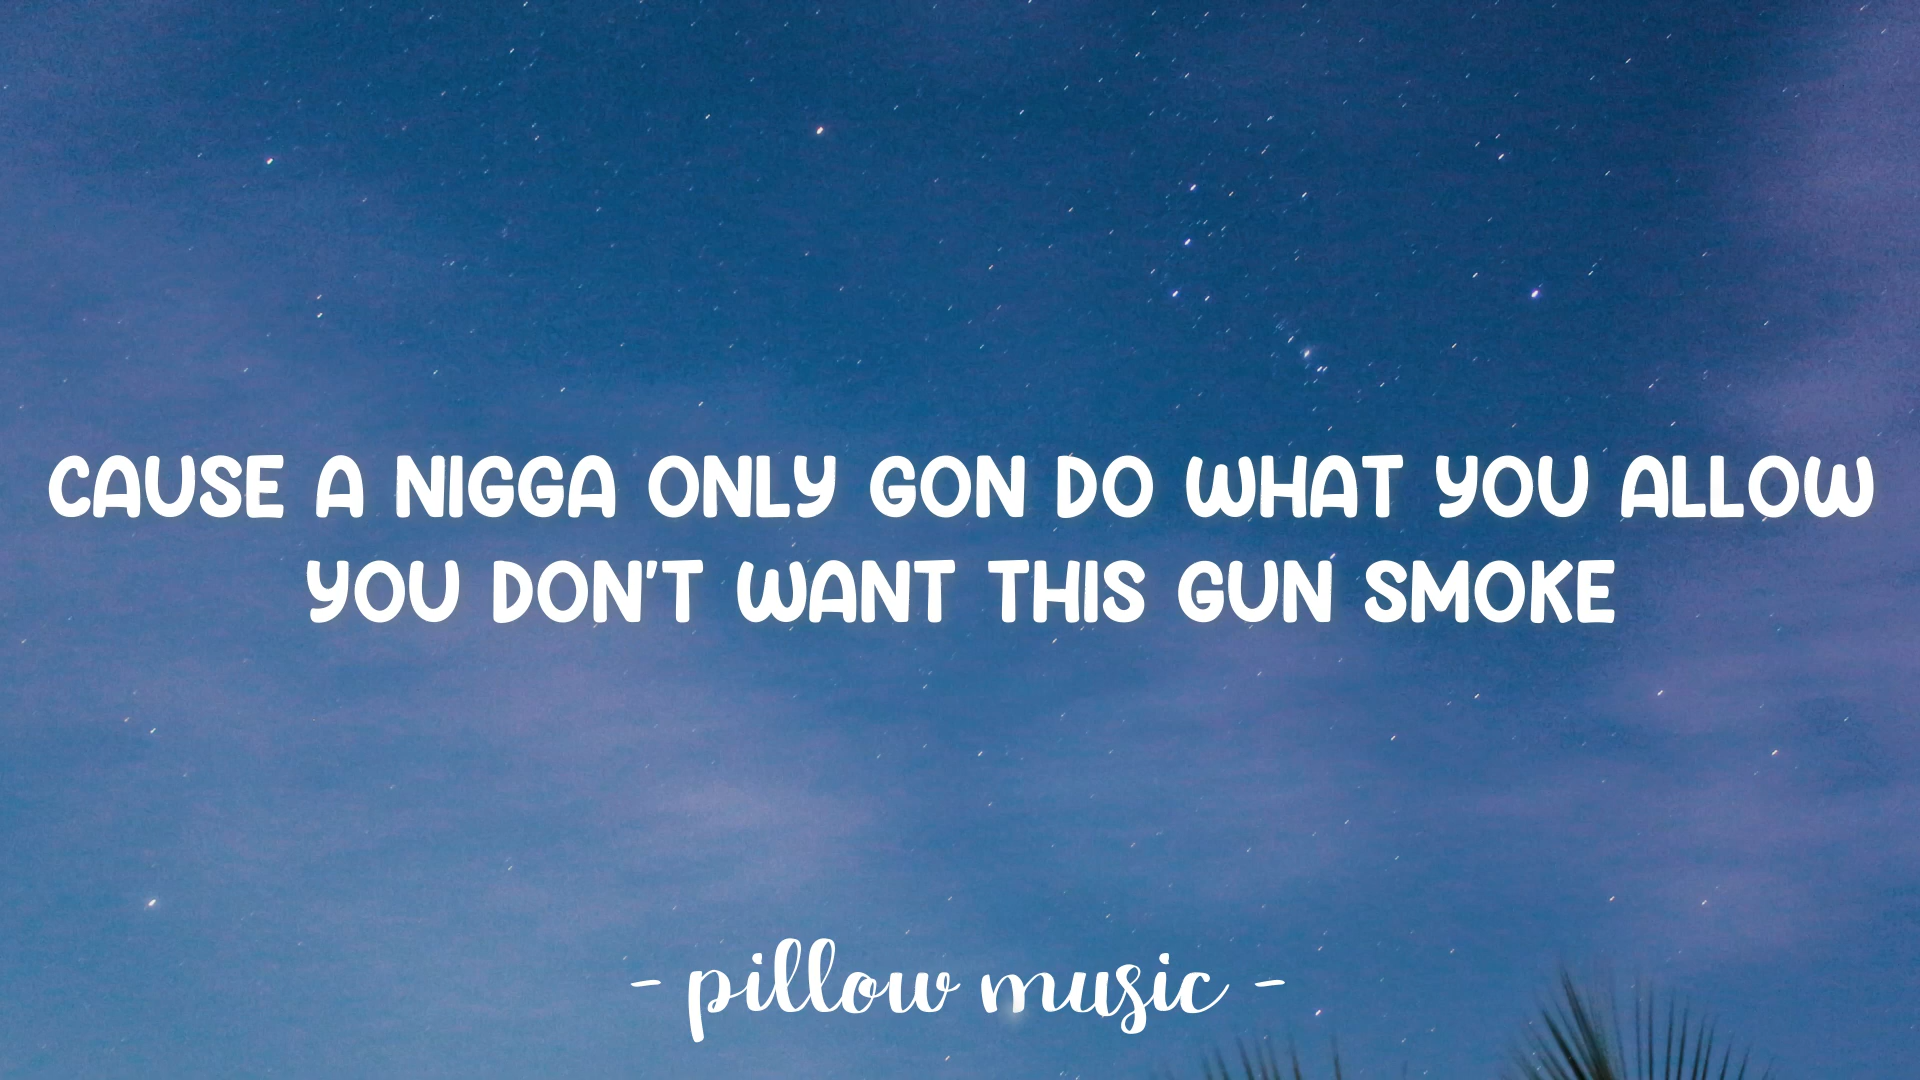 CAUSE A NIGGA ONLY GON DO WHAT YOU ALLOW
YOU DON'T WANT THIS GUN SMOKE
- pillow music -